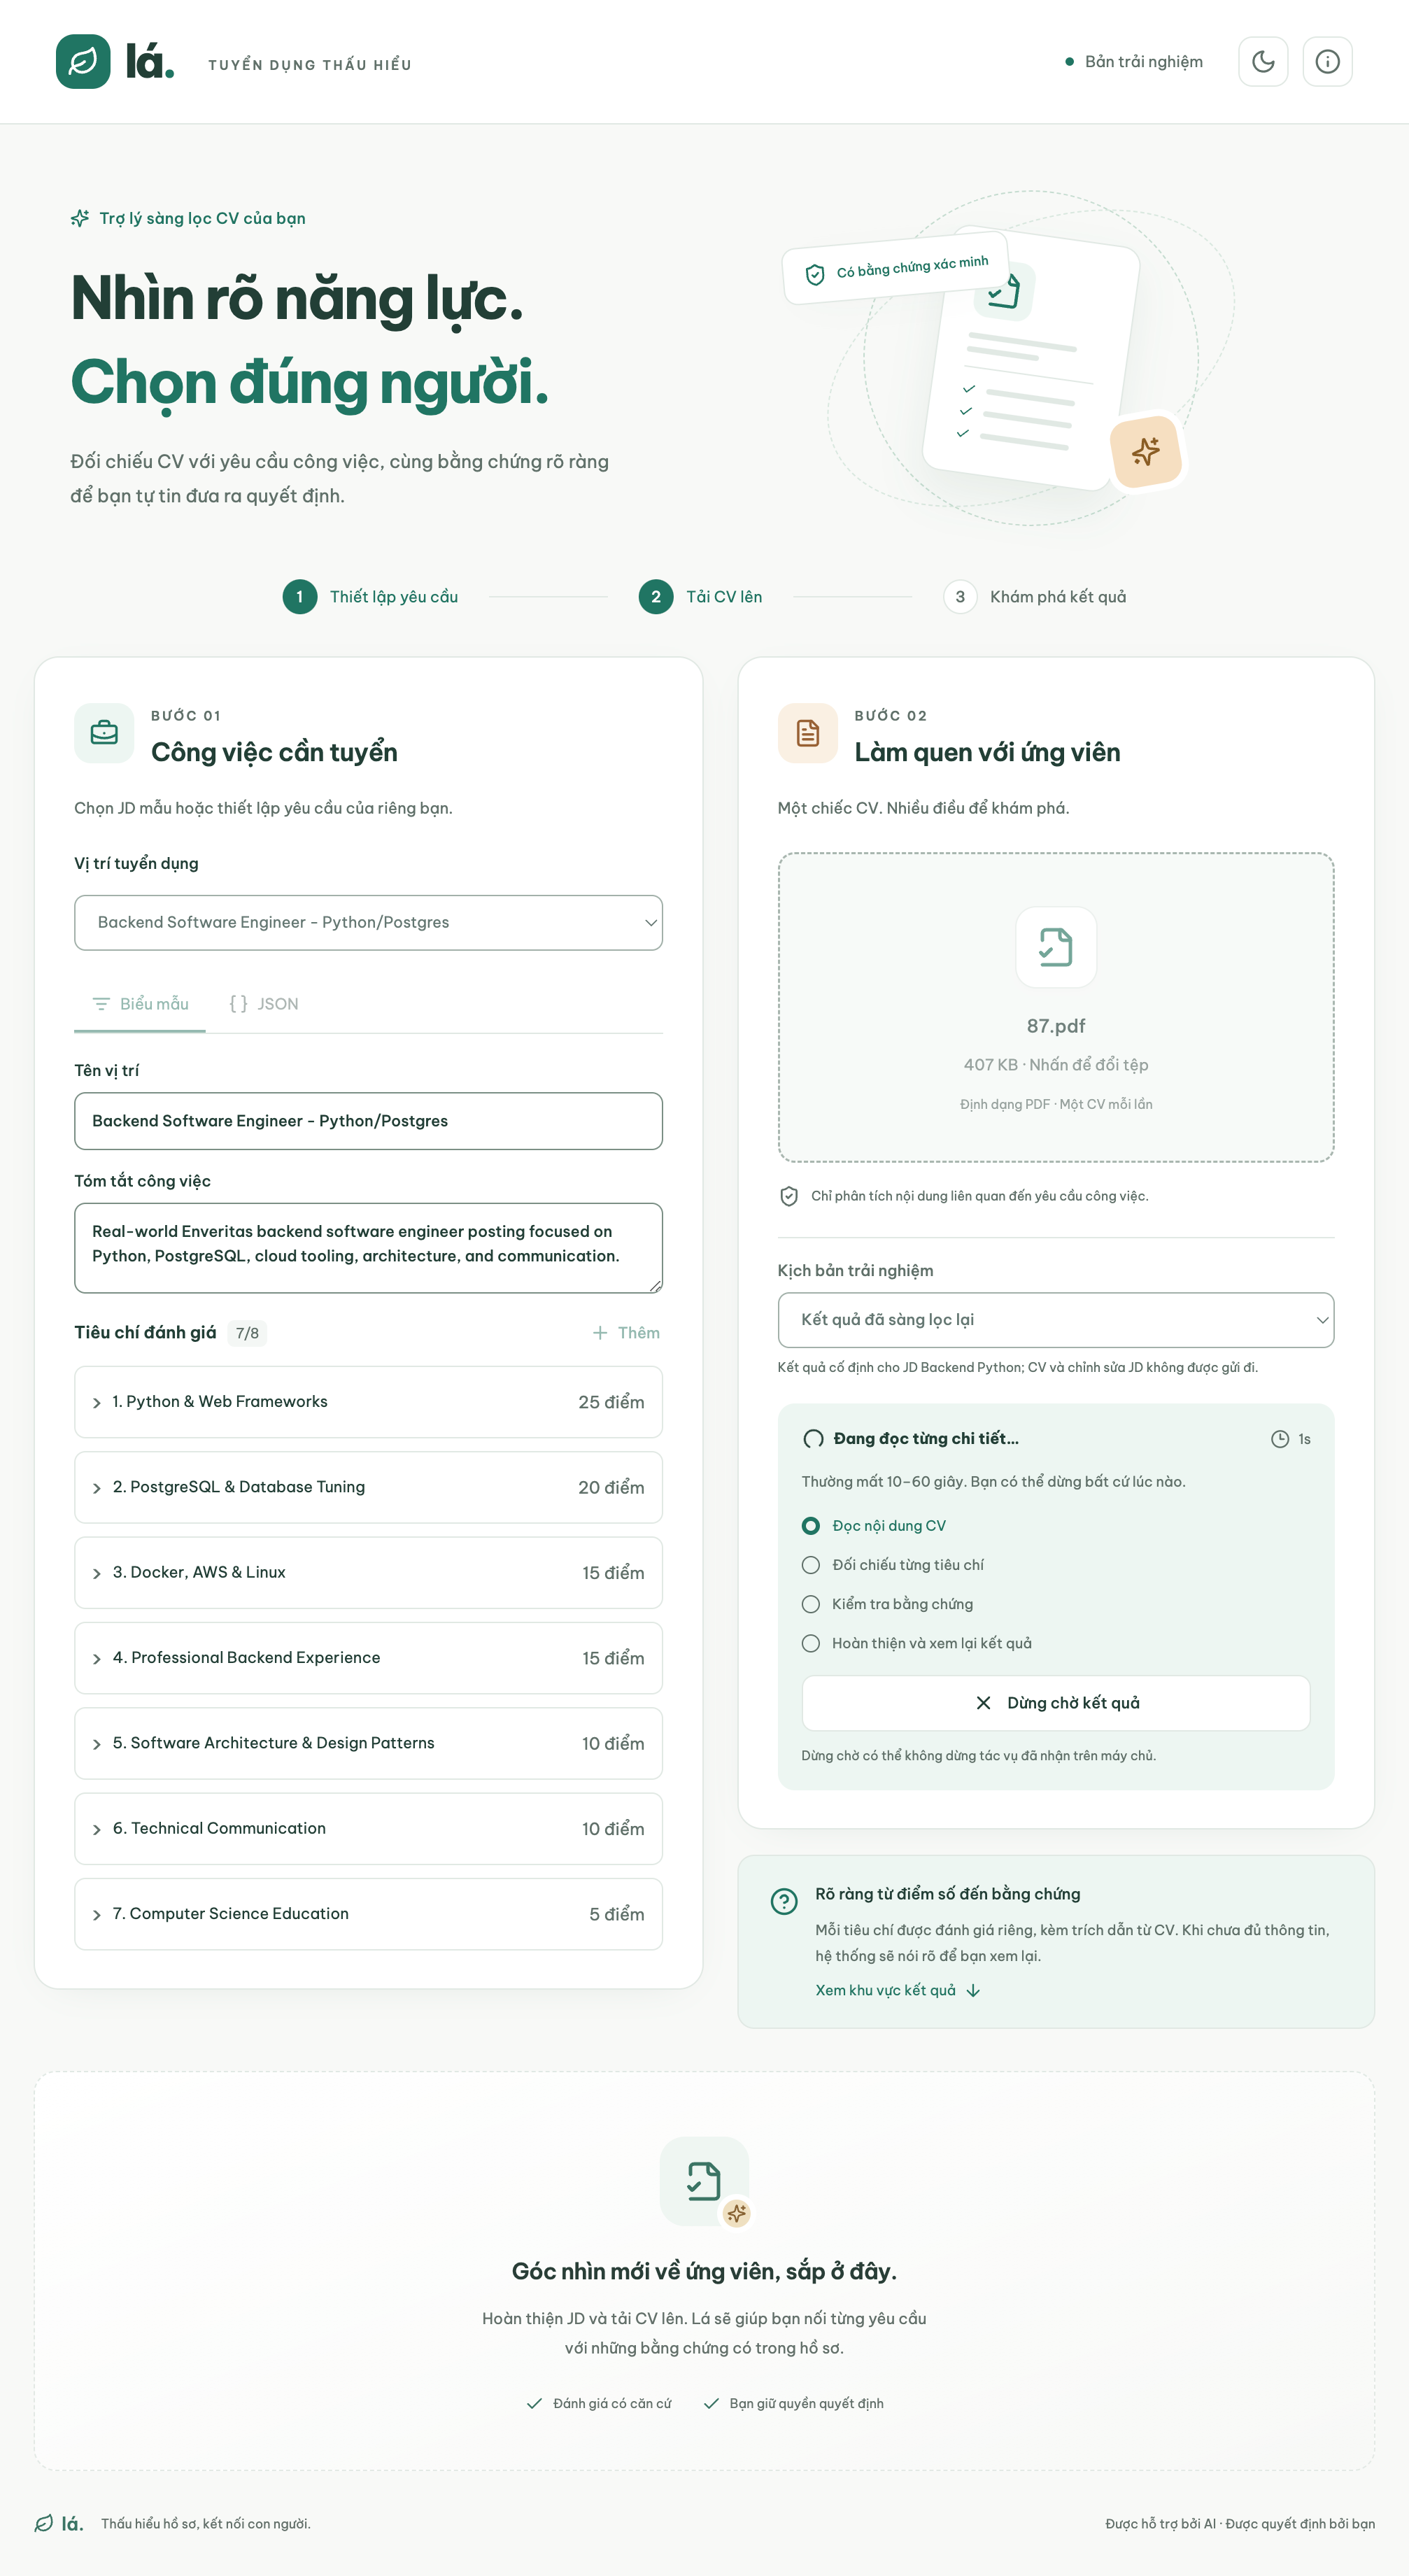 lá.
TUYỂN DỤNG THẤU HIỂU
Bản trải nghiệm
Trợ lý sàng lọc CV của bạn
Nhìn rõ năng lực.
Chọn đúng người.
Đối chiếu CV với yêu cầu công việc, cùng bằng chứng rõ ràng
để bạn tự tin đưa ra quyết định.
Có bằng chứng xác minh
1 Thiết lập yêu cầu
2 Tải CV lên
3 Khám phá kết quả
BƯỚC 01
Công việc cần tuyển
Chọn JD mẫu hoặc thiết lập yêu cầu của riêng bạn.
Vị trí tuyển dụng
Backend Software Engineer - Python/Postgres
Biểu mẫu
{ } JSON
Tên vị trí
Backend Software Engineer - Python/Postgres
Tóm tắt công việc
Real-world Enveritas backend software engineer posting focused on
Python, PostgreSQL, cloud tooling, architecture, and communication.
Tiêu chí đánh giá 7/8
Thêm
1. Python & Web Frameworks 25 điểm
2. PostgreSQL & Database Tuning 20 điểm
3. Docker, AWS & Linux 15 điểm
4. Professional Backend Experience 15 điểm
5. Software Architecture & Design Patterns 10 điểm
6. Technical Communication 10 điểm
7. Computer Science Education 5 điểm
BƯỚC 02
Làm quen với ứng viên
Một chiếc CV. Nhiều điều để khám phá.
87.pdf
407 KB · Nhấn để đổi tệp
Định dạng PDF · Một CV mỗi lần
Chỉ phân tích nội dung liên quan đến yêu cầu công việc.
Kịch bản trải nghiệm
Kết quả đã sàng lọc lại
Kết quả cố định cho JD Backend Python; CV và chỉnh sửa JD không được gửi đi.
Đang đọc từng chi tiết...
1s
Thường mất 10–60 giây. Bạn có thể dừng bất cứ lúc nào.
Đọc nội dung CV
Đối chiếu từng tiêu chí
Kiểm tra bằng chứng
Hoàn thiện và xem lại kết quả
Dừng chờ kết quả
Dừng chờ có thể không dừng tác vụ đã nhận trên máy chủ.
Rõ ràng từ điểm số đến bằng chứng
Mỗi tiêu chí được đánh giá riêng, kèm trích dẫn từ CV. Khi chưa đủ thông tin,
hệ thống sẽ nói rõ để bạn xem lại.
Xem khu vực kết quả
Góc nhìn mới về ứng viên, sắp ở đây.
Hoàn thiện JD và tải CV lên. Lá sẽ giúp bạn nối từng yêu cầu
với những bằng chứng có trong hồ sơ.
Đánh giá có căn cứ
Bạn giữ quyền quyết định
lá.
Thấu hiểu hồ sơ, kết nối con người.
Được hỗ trợ bởi AI · Được quyết định bởi bạn